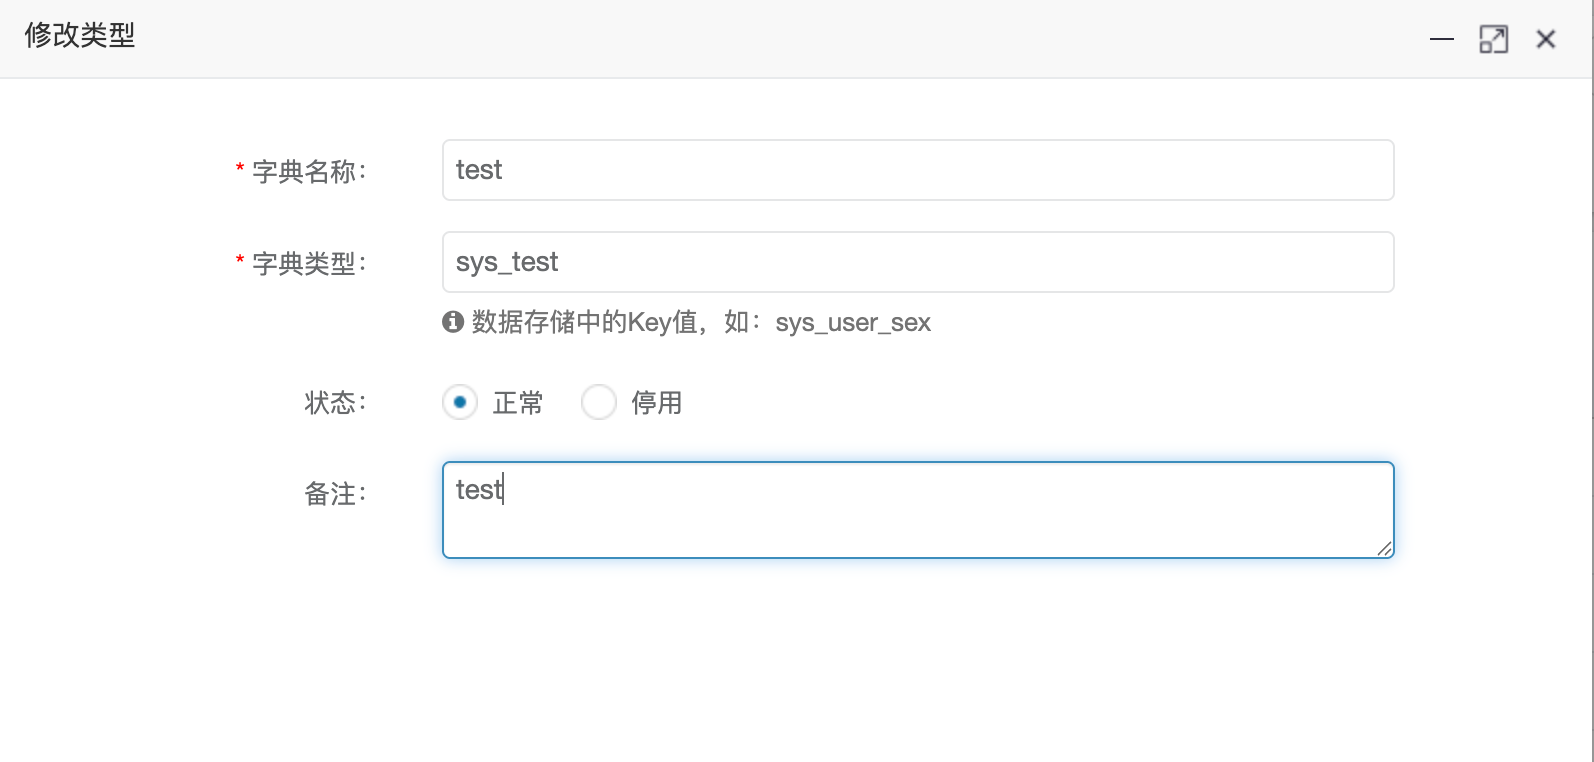 修改类型
* 字典名称： test
* 字典类型： sys_test
数据存储中的Key值，如：sys_user_sex
状态： 正常 停用
备注： test